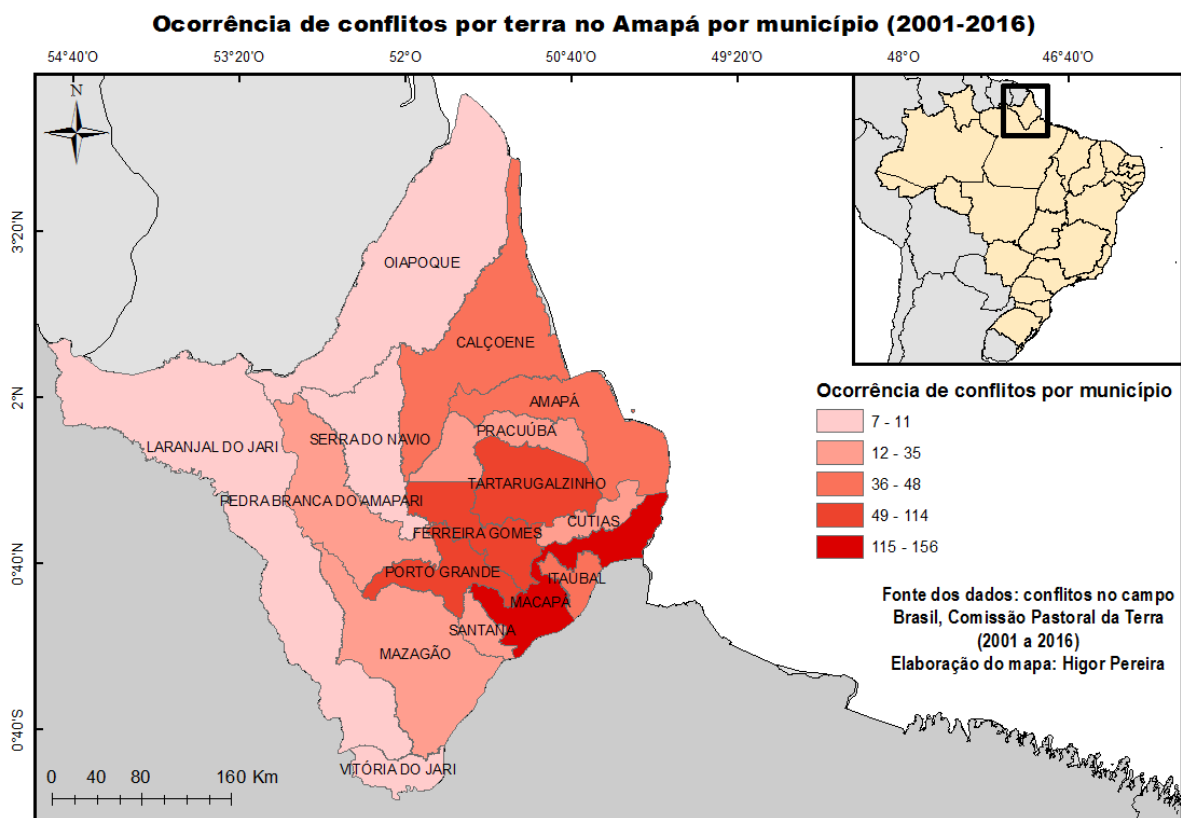 Ocorrência de conflitos por terra no Amapá por município (2001-2016)
54°40'O 53°20'O 52°O 50°40'O 49°20'O 48°O 46°40'O
N
3°20'N
2°N
0°40'N
0°40'S
OIAPOQUE
CALÇOENE
AMAPÁ
PRACUÚBA
SERRA DO NAVIO
LARANJAL DO JARI
TARTARUGALZINHO
PEDRA BRANCA DO AMAPARI
CUTIAS
FERREIRA GOMES
PORTO GRANDE
ITAÚBAL
MACAPÁ
SANTANA
MAZAGÃO
VITÓRIA DO JARI
0 40 80 160 Km
Ocorrência de conflitos por município
7 - 11
12 - 35
36 - 48
49 - 114
115 - 156
Fonte dos dados: conflitos no campo
Brasil, Comissão Pastoral da Terra
(2001 a 2016)
Elaboração do mapa: Higor Pereira